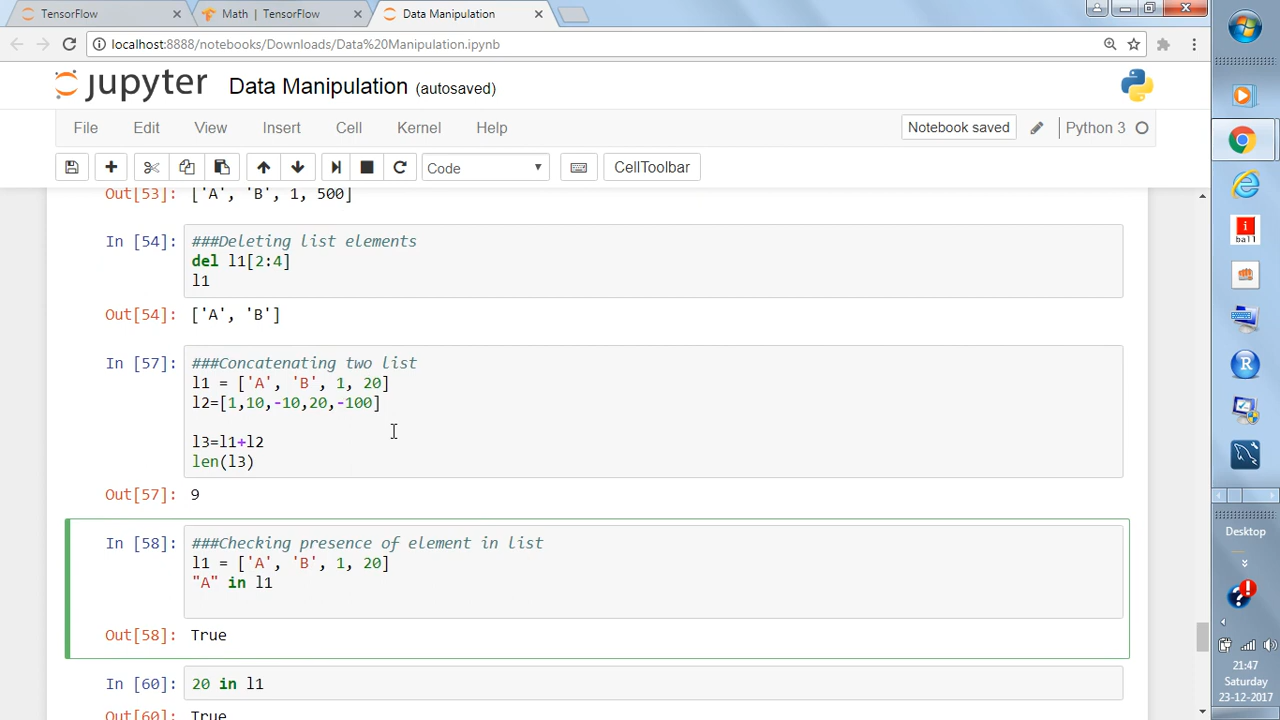 TensorFlow
Math | TensorFlow
Data Manipulation
localhost:8888/notebooks/Downloads/Data%20Manipulation.ipynb
jupyter
Data Manipulation (autosaved)
File
Edit
View
Insert
Cell
Kernel
Help
Notebook saved
Python 3
Code
CellToolbar
Out[53]: ['A', 'B', 1, 500]
In [54]: ###Deleting list elements
del l1[2:4]
l1
Out[54]: ['A', 'B']
In [57]: ###Concatenating two list
l1 = ['A', 'B', 1, 20]
l2=[1,10,-10,20,-100]
l3=l1+l2
len(l3)
Out[57]: 9
In [58]: ###Checking presence of element in list
l1 = ['A', 'B', 1, 20]
"A" in l1
Out[58]: True
In [60]: 20 in l1
Out[60]: True
i
ball
R
Desktop
21:47
Saturday
23-12-2017